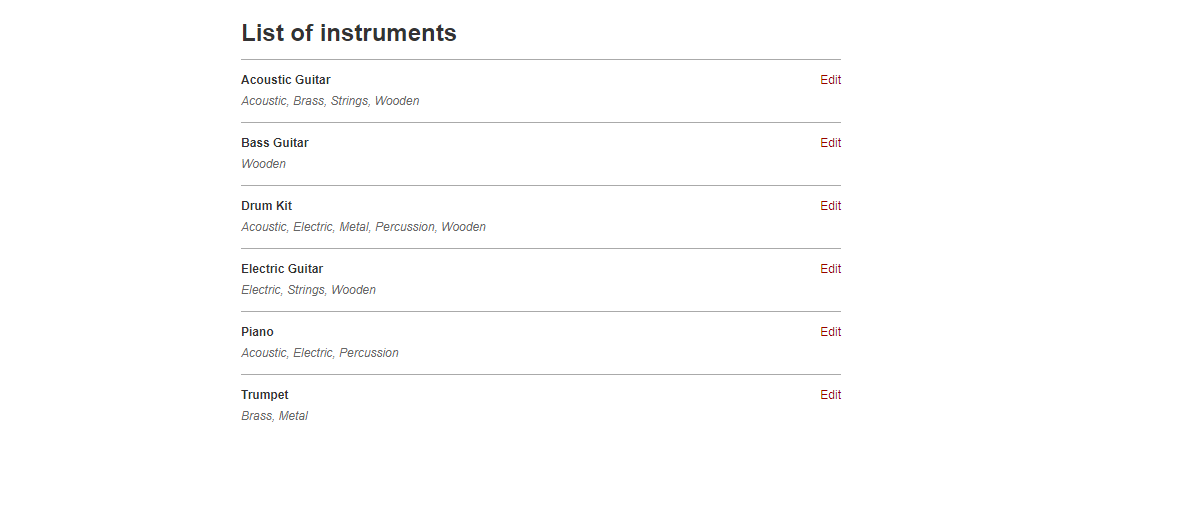 List of instruments
Acoustic Guitar Edit
Acoustic, Brass, Strings, Wooden
Bass Guitar Edit
Wooden
Drum Kit Edit
Acoustic, Electric, Metal, Percussion, Wooden
Electric Guitar Edit
Electric, Strings, Wooden
Piano Edit
Acoustic, Electric, Percussion
Trumpet Edit
Brass, Metal